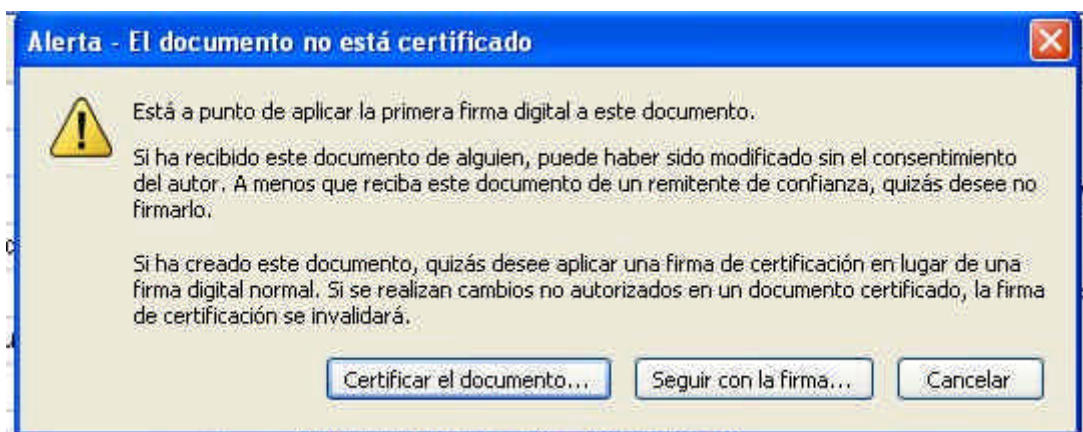 Alerta - El documento no está certificado
Está a punto de aplicar la primera firma digital a este documento.
Si ha recibido este documento de alguien, puede haber sido modificado sin el consentimiento
del autor. A menos que reciba este documento de un remitente de confianza, quizás desee no
firmarlo.
Si ha creado este documento, quizás desee aplicar una firma de certificación en lugar de una
firma digital normal. Si se realizan cambios no autorizados en un documento certificado, la firma
de certificación se invalidará.
Certificar el documento... Seguir con la firma... Cancelar